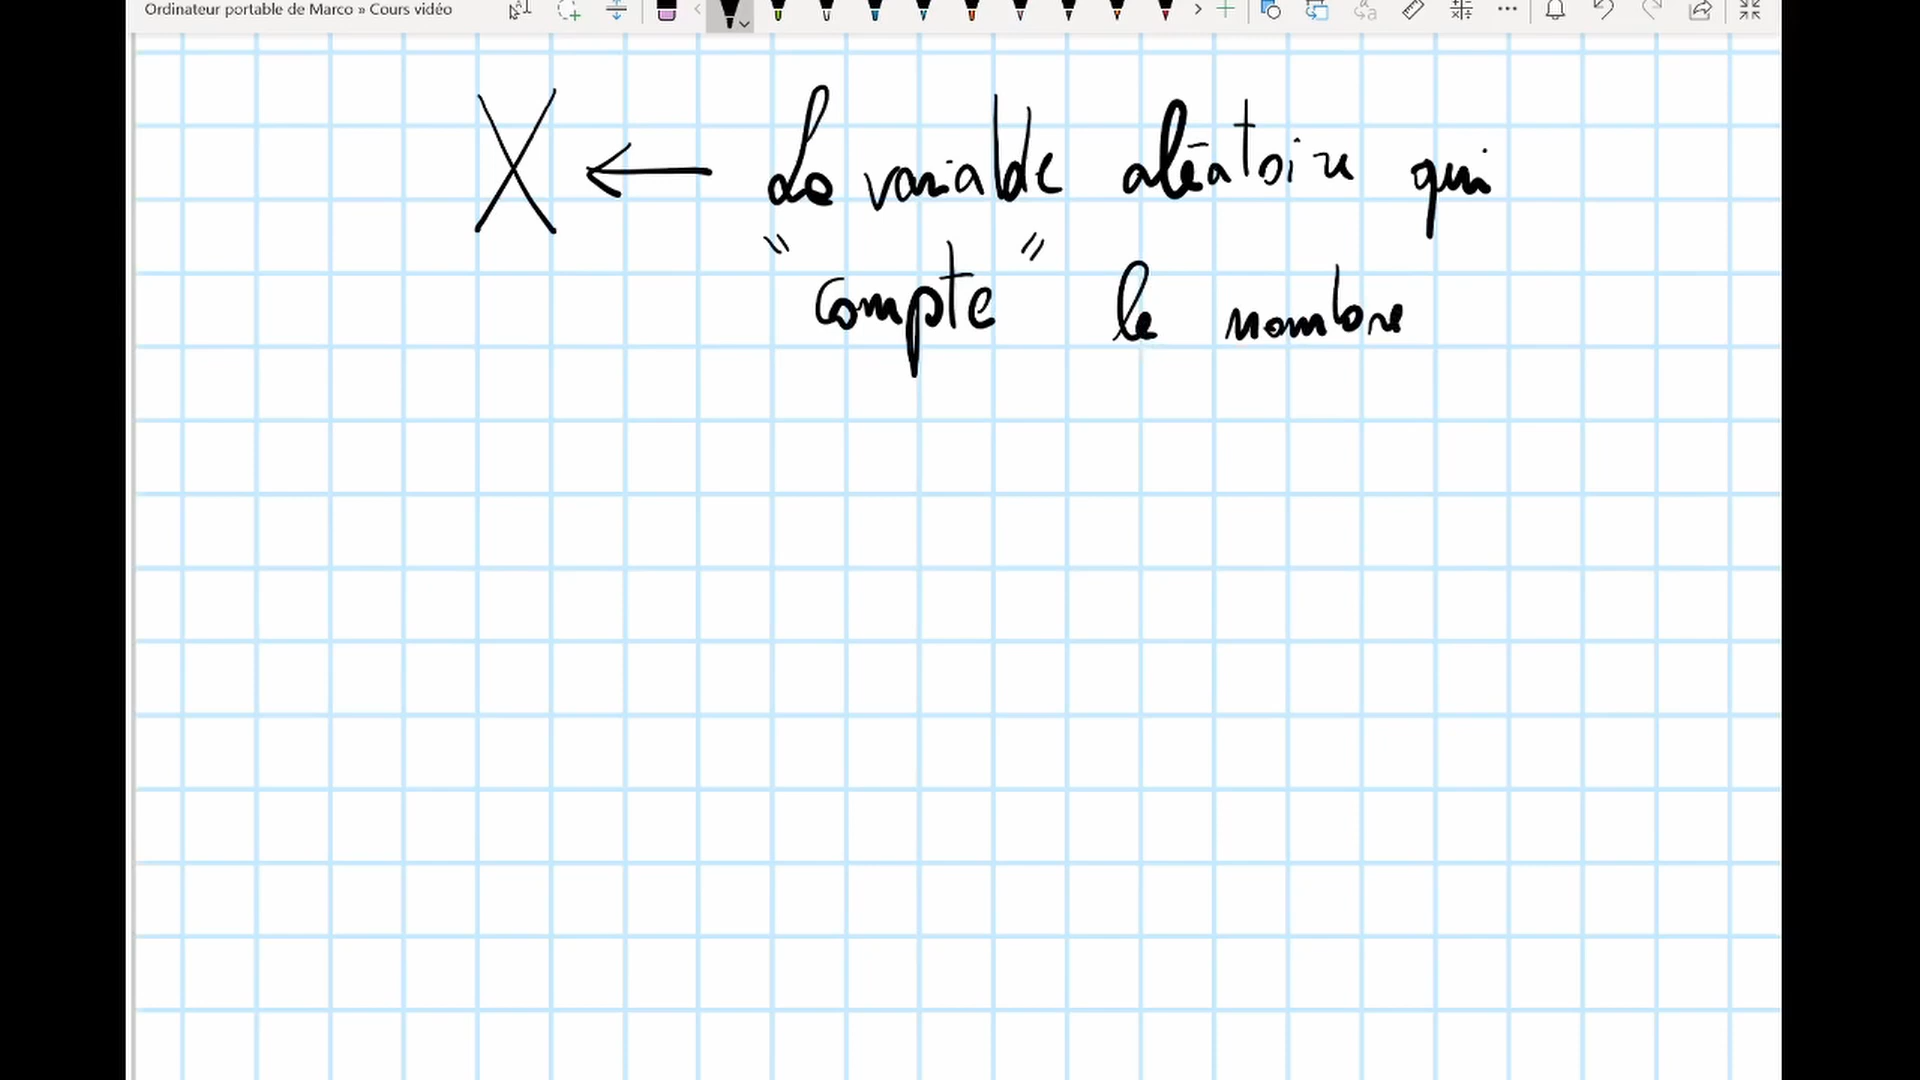 Ordinateur portable de Marco » Cours vidéo
X ← La variable aléatoire qui
"compte" le nombre